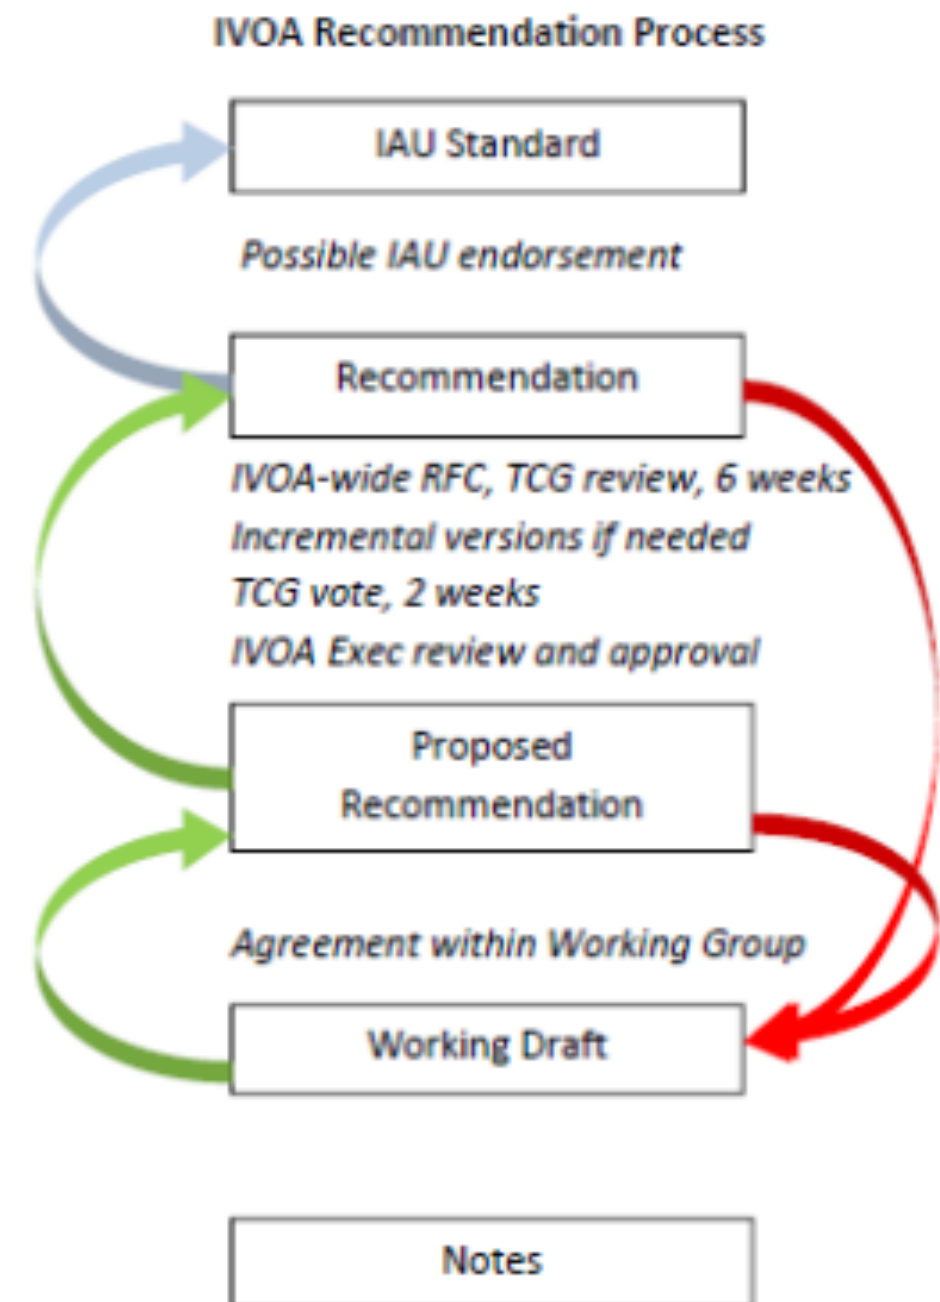 IVOA Recommendation Process
IAU Standard
Possible IAU endorsement
Recommendation
IVOA-wide RFC, TCG review, 6 weeks
Incremental versions if needed
TCG vote, 2 weeks
IVOA Exec review and approval
Proposed
Recommendation
Agreement within Working Group
Working Draft
Notes